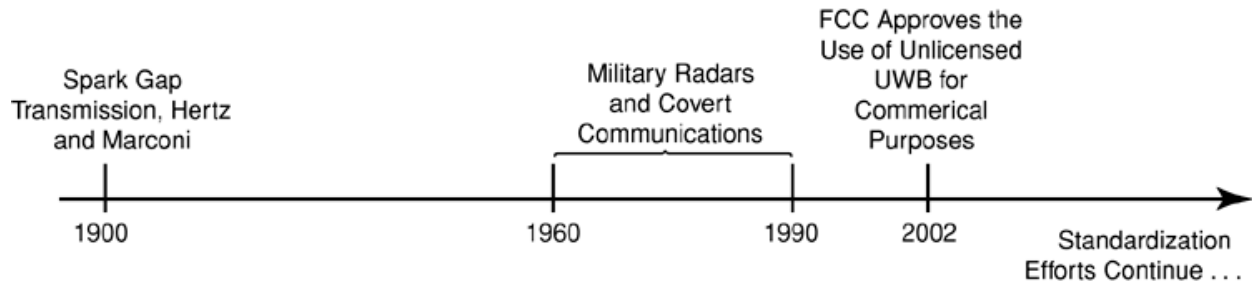 Spark Gap
Transmission, Hertz
and Marconi
Military Radars
and Covert
Communications
FCC Approves the
Use of Unlicensed
UWB for
Commerical
Purposes
1900
1960
1990
2002
Standardization
Efforts Continue . . .